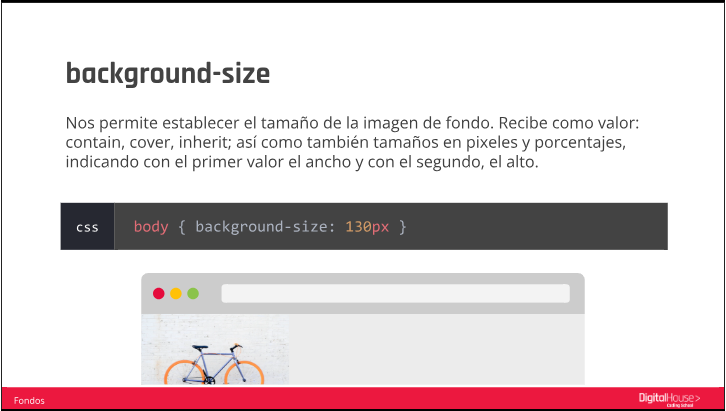 background-size
Nos permite establecer el tamaño de la imagen de fondo. Recibe como valor:
contain, cover, inherit; así como también tamaños en pixeles y porcentajes,
indicando con el primer valor el ancho y con el segundo, el alto.
css
body { background-size: 130px }
Fondos
DigitalHouse>
coding school